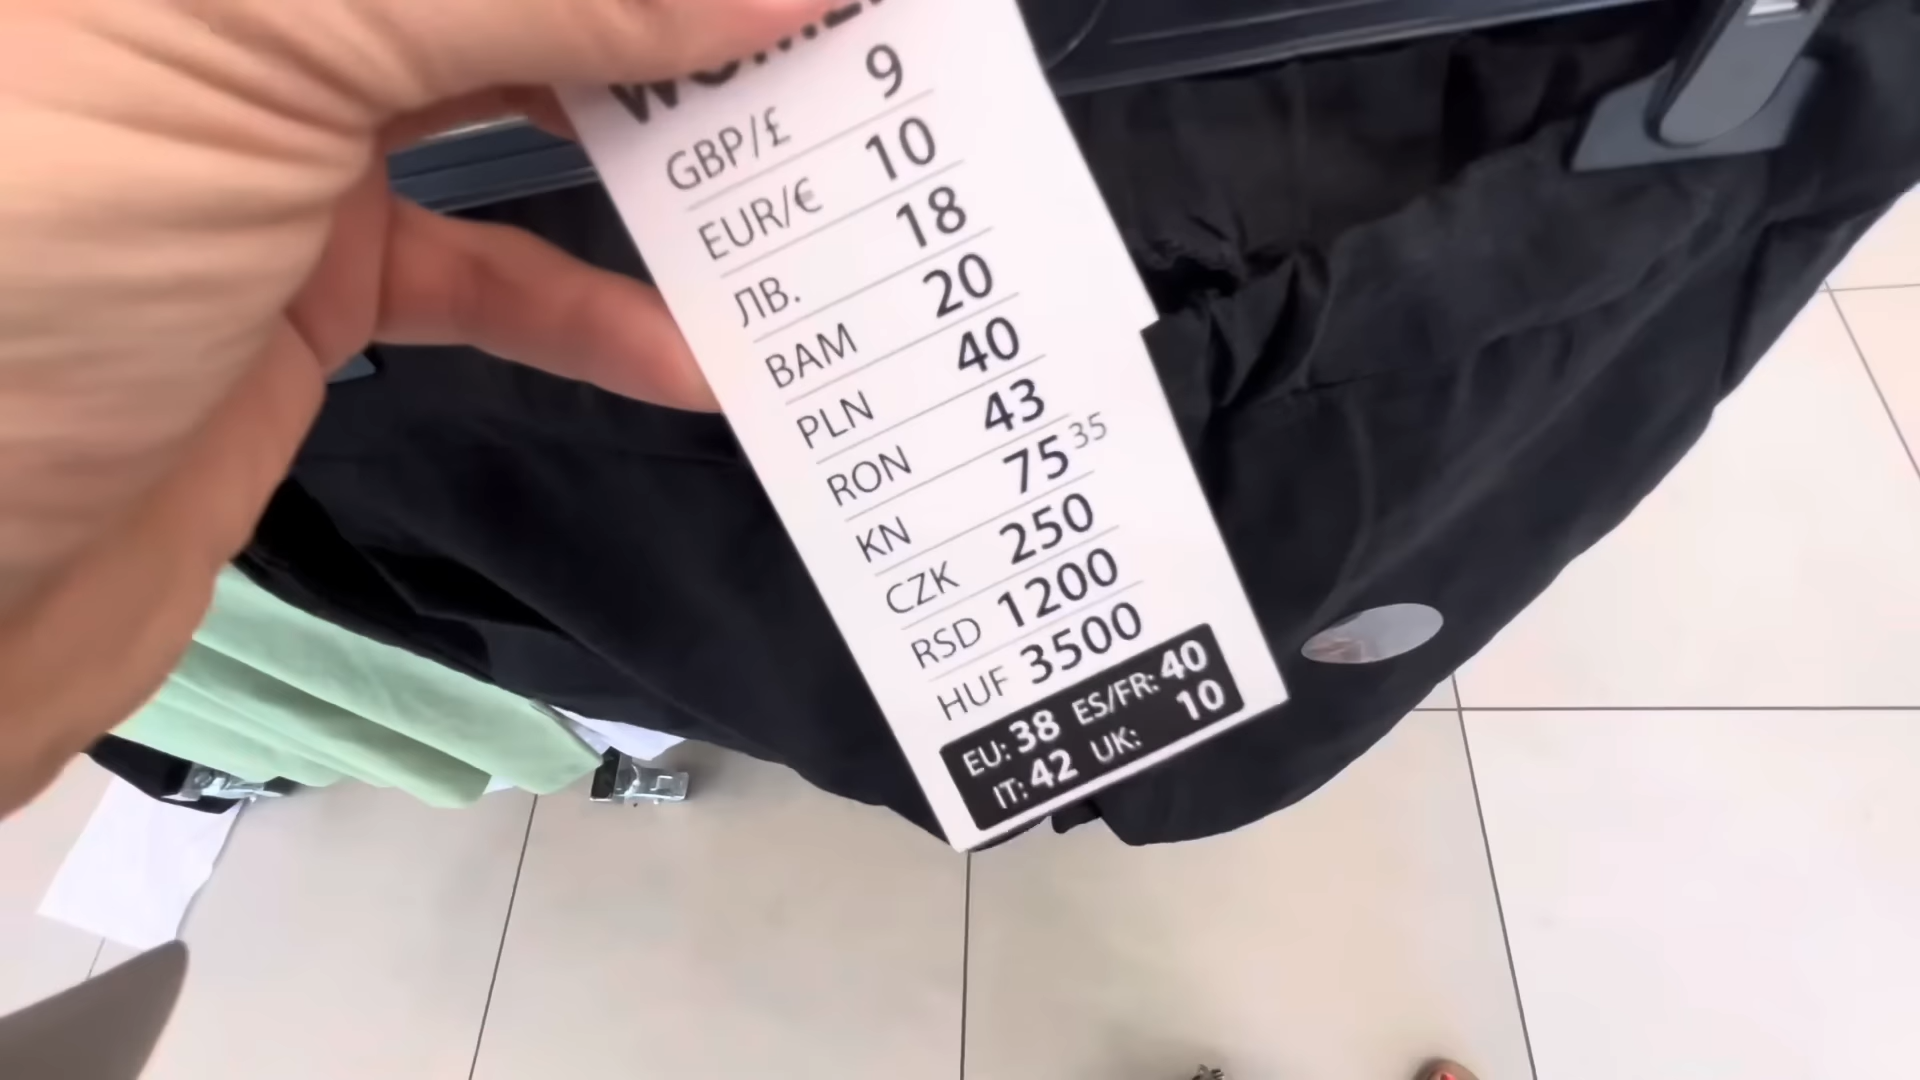 GBP/£ 9
EUR/€ 10
ЛВ. 18
BAM 20
PLN 40
RON 43
KN 75 35
CZK 250
RSD 1200
HUF 3500
EU: 38 ES/FR: 40
IT: 42 UK: 10